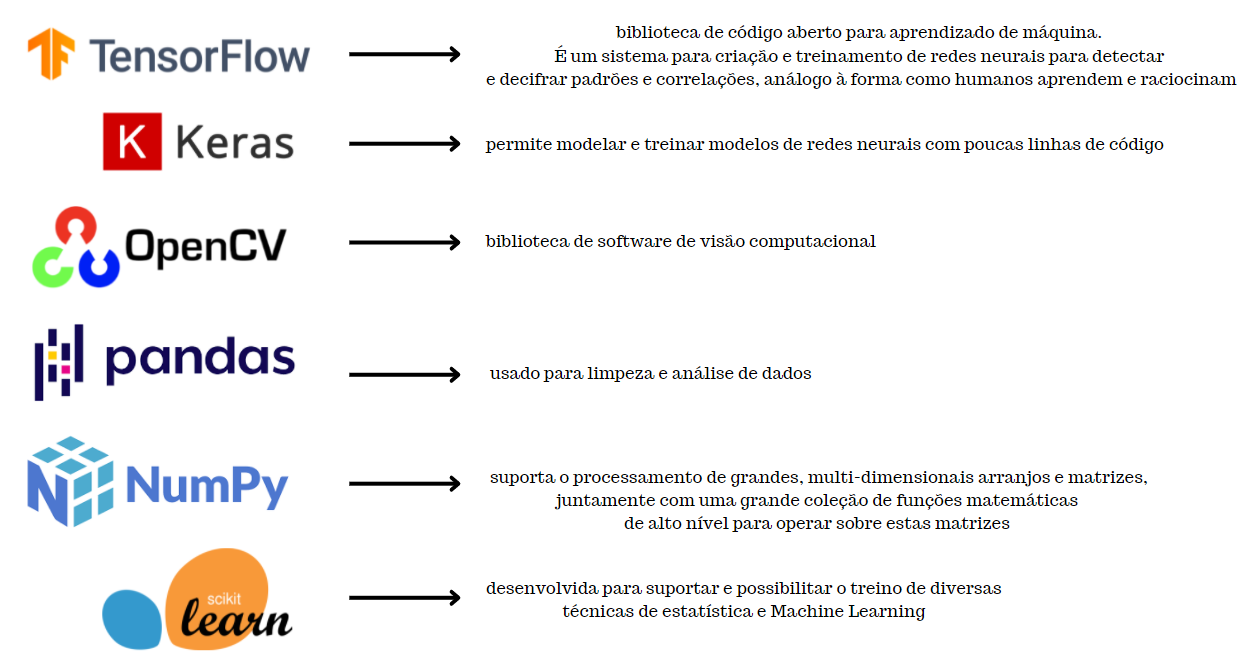 TensorFlow
biblioteca de código aberto para aprendizado de máquina.
É um sistema para criação e treinamento de redes neurais para detectar
e decifrar padrões e correlações, análogo à forma como humanos aprendem e raciocinam
K Keras
permite modelar e treinar modelos de redes neurais com poucas linhas de código
OpenCV
biblioteca de software de visão computacional
pandas
usado para limpeza e análise de dados
NumPy
suporta o processamento de grandes, multi-dimensionais arranjos e matrizes,
juntamente com uma grande coleção de funções matemáticas
de alto nível para operar sobre estas matrizes
scikit
learn
desenvolvida para suportar e possibilitar o treino de diversas
técnicas de estatística e Machine Learning